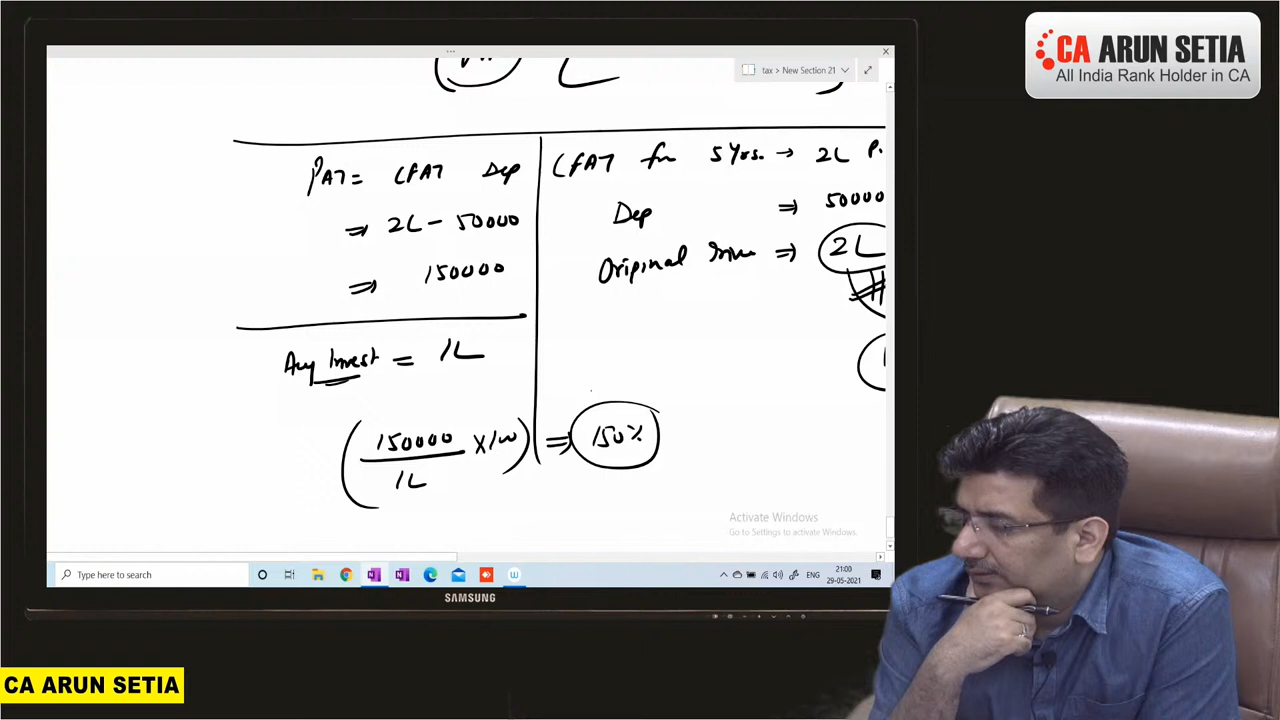 CA ARUN SETIA
All India Rank Holder in CA
tax > New Section 21
PAT = CFAT Dep
⇒ 2L - 50000
⇒ 150000
CFAT for 5 Yrs. → 2L P.
Dep ⇒ 50000
Original ⇒ 2L
Avg Invest = 1L
150000
1L
X100 ⇒ 150%
Activate Windows
Go to Settings to activate Windows.
Type here to search
ENG
21:00
29-05-2021
SAMSUNG
CA ARUN SETIA